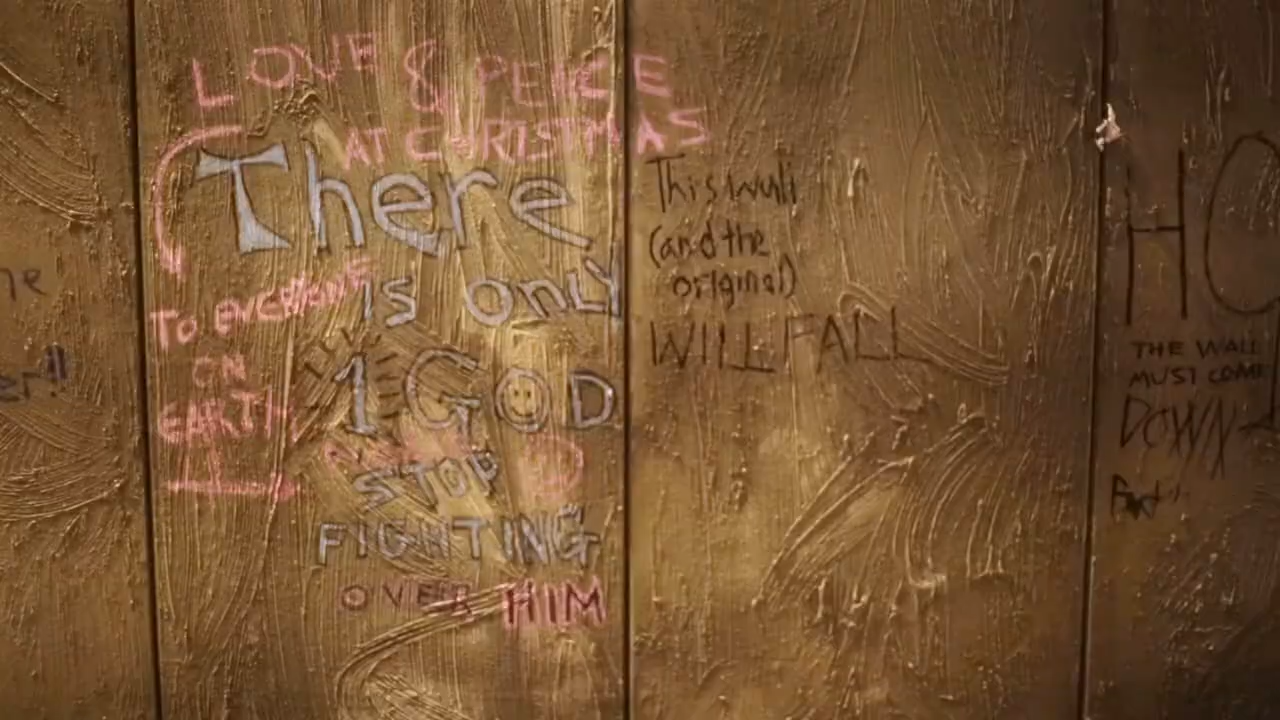 LOVE & PEACE
AT CHRISTMAS
TO EVERYONE
ON
EARTH
There
IS ONLY
1 GOD
STOP
FIGHTING
OVER HIM
This wall
(and the
original)
WILL FALL
HO
THE WALL
MUST COME
DOWN